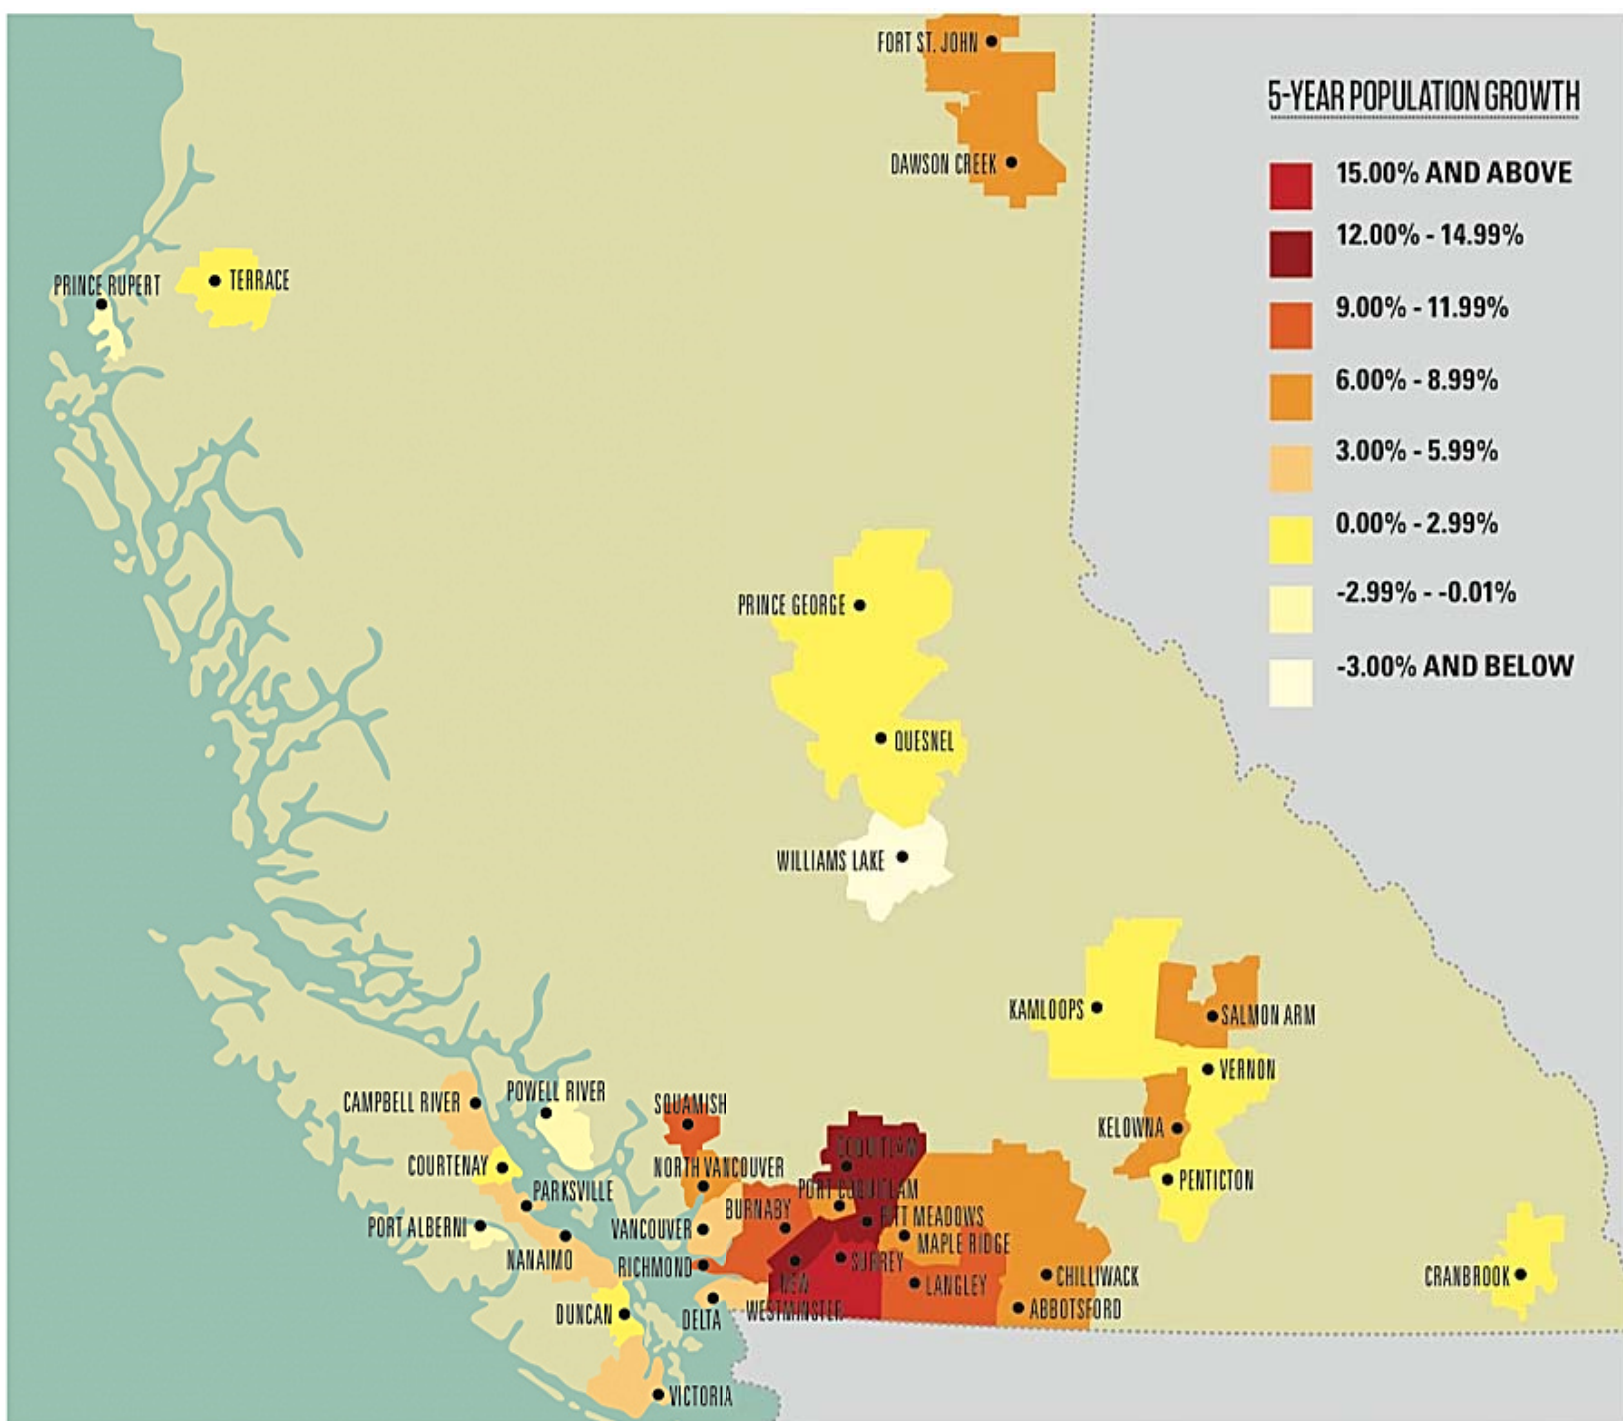 FORT ST. JOHN
DAWSON CREEK
5-YEAR POPULATION GROWTH
15.00% AND ABOVE
12.00% - 14.99%
9.00% - 11.99%
6.00% - 8.99%
3.00% - 5.99%
0.00% - 2.99%
-2.99% - -0.01%
-3.00% AND BELOW
PRINCE RUPERT
TERRACE
PRINCE GEORGE
QUESNEL
WILLIAMS LAKE
KAMLOOPS
SALMON ARM
VERNON
KELOWNA
PENTICTON
CRANBROOK
CAMPBELL RIVER
POWELL RIVER
SQUAMISH
COURTENAY
PARKSVILLE
PORT ALBERNI
NANAIMO
DUNCAN
VICTORIA
NORTH VANCOUVER
VANCOUVER
BURNABY
RICHMOND
DELTA
COQUITLAM
PORT COQUITLAM
PITT MEADOWS
MAPLE RIDGE
SURREY
NEW
WESTMINSTER
LANGLEY
CHILLIWACK
ABBOTSFORD